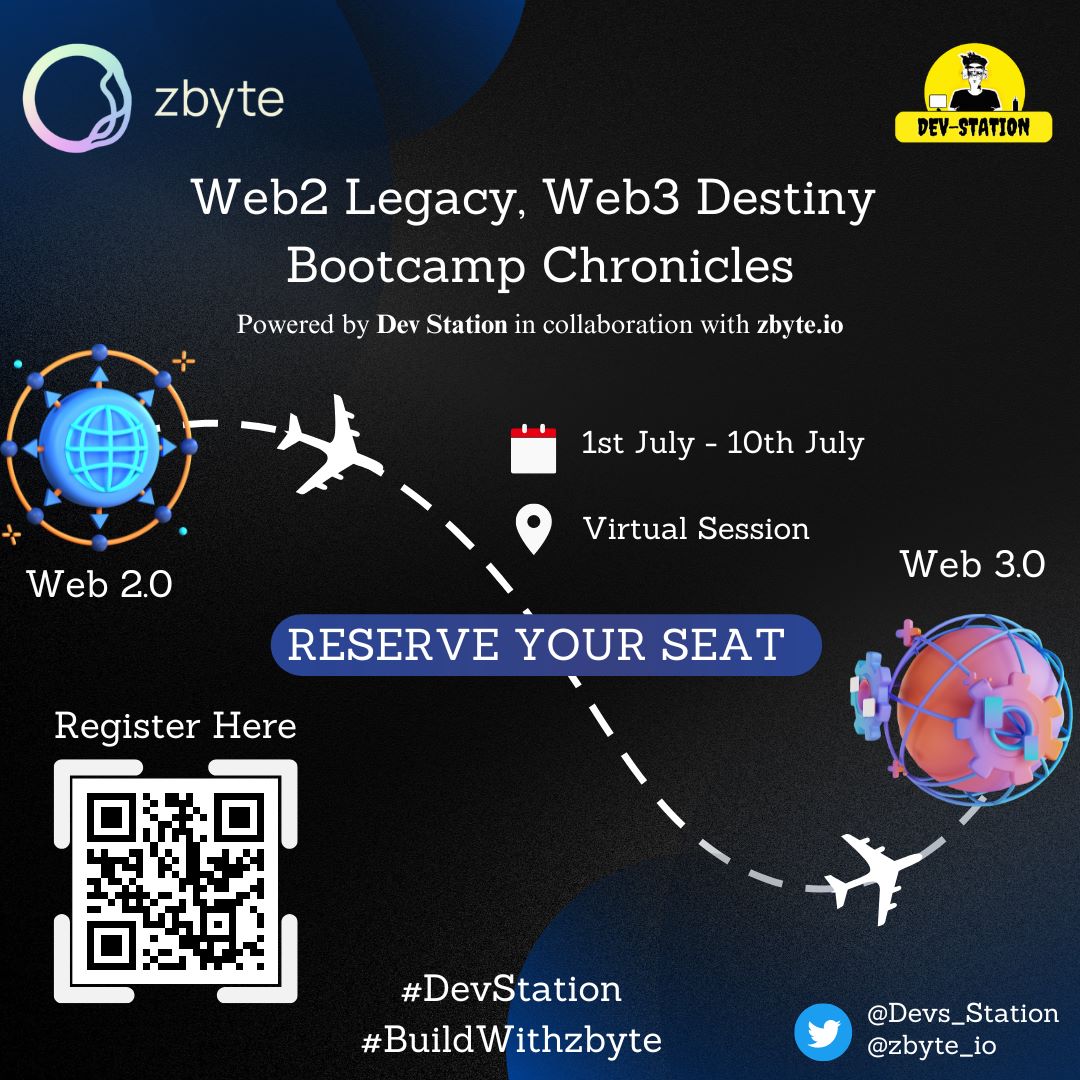 zbyte
DEV-STATION
Web2 Legacy, Web3 Destiny
Bootcamp Chronicles
Powered by Dev Station in collaboration with zbyte.io
1st July - 10th July
Virtual Session
Web 2.0
Web 3.0
RESERVE YOUR SEAT
Register Here
#DevStation
#BuildWithzbyte
@Devs_Station
@zbyte_io